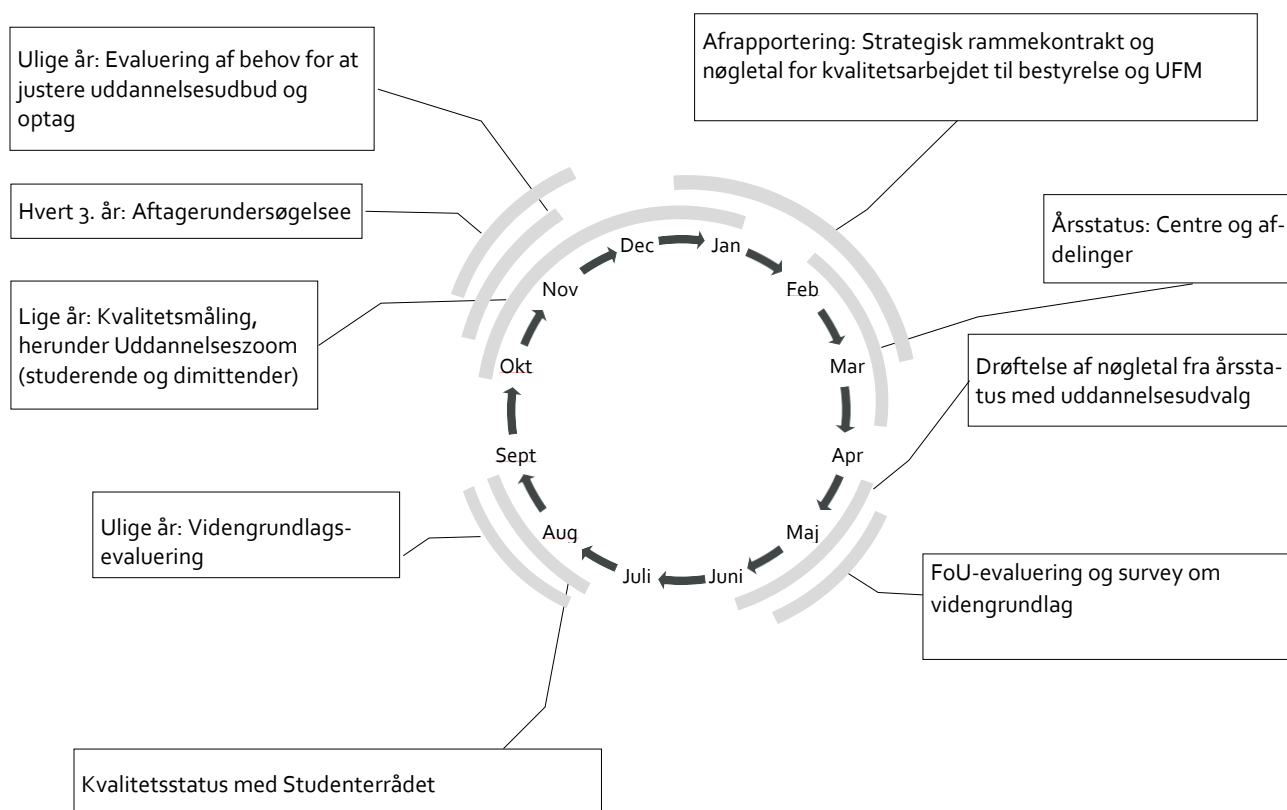 Ulige år: Evaluering af behov for at
justere uddannelsesudbud og
optag
Afrapportering: Strategisk rammekontrakt og
nøgletal for kvalitetsarbejdet til bestyrelse og UFM
Hvert 3. år: Aftagerundersøgelsee
Årsstatus: Centre og af-
delinger
Lige år: Kvalitetsmåling,
herunder Uddannelseszoom
(studerende og dimittender)
Drøftelse af nøgletal fra årssta-
tus med uddannelsesudvalg
Ulige år: Videngrundlags-
evaluering
FoU-evaluering og survey om
videngrundlag
Kvalitetsstatus med Studenterrådet
Jan
Feb
Mar
Apr
Maj
Juni
Juli
Aug
Sept
Okt
Nov
Dec